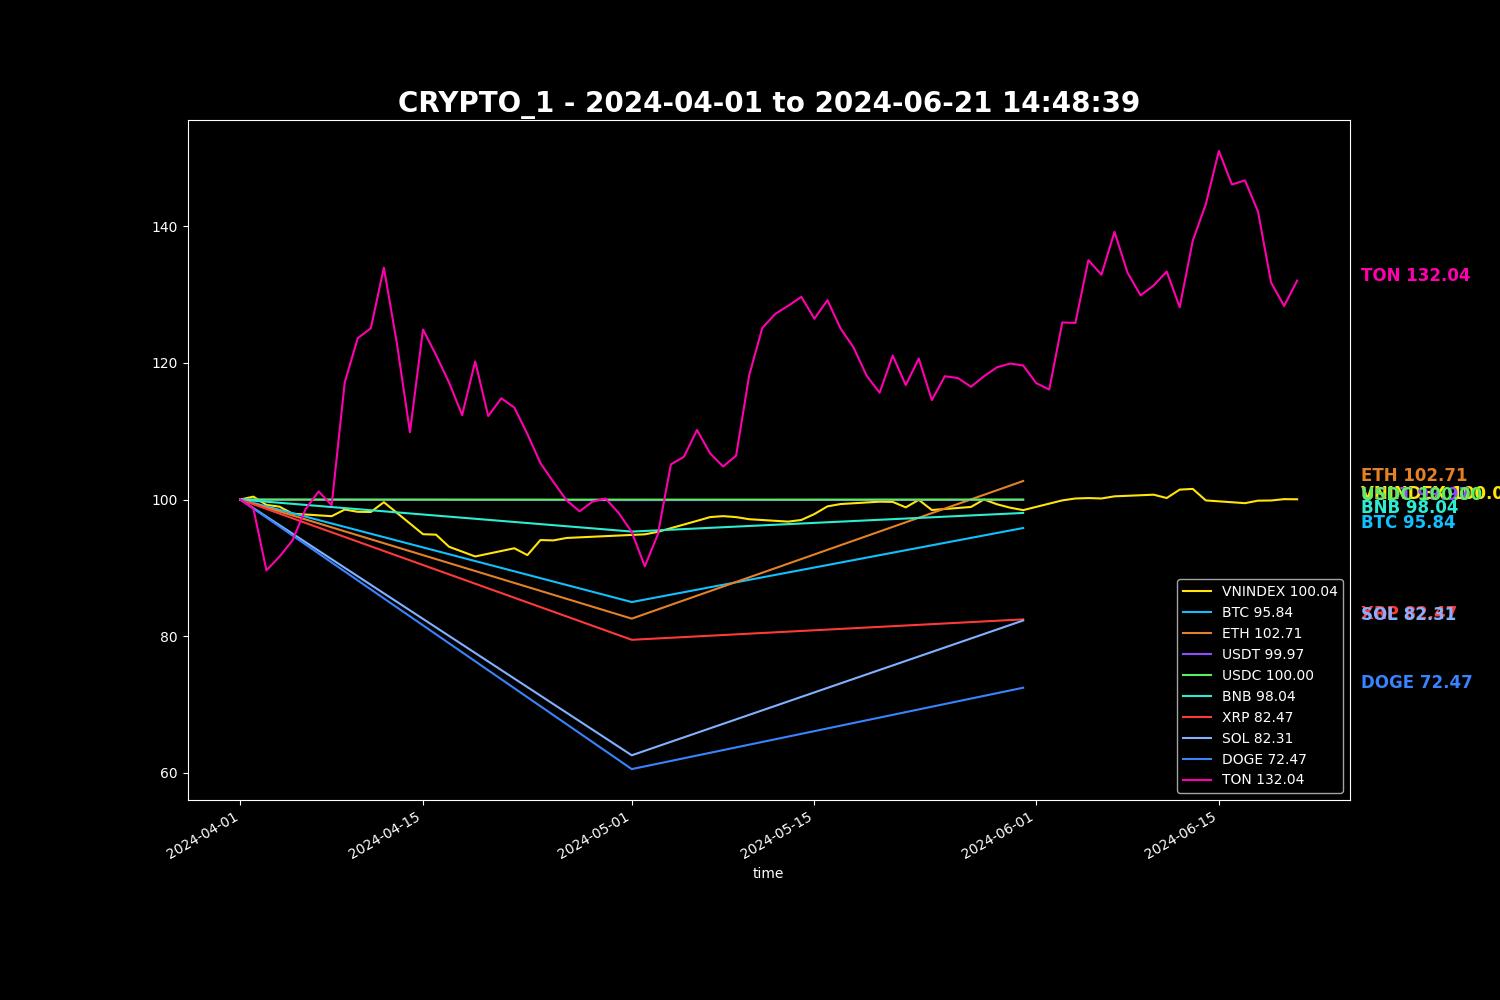 CRYPTO_1 - 2024-04-01 to 2024-06-21 14:48:39
140
120
100
80
60
TON 132.04
ETH 102.71
BNB 98.04
BTC 95.84
SOL 82.31
DOGE 72.47
VNINDEX 100.04
BTC 95.84
ETH 102.71
USDT 99.97
USDC 100.00
BNB 98.04
XRP 82.47
SOL 82.31
DOGE 72.47
TON 132.04
2024-04-01
2024-04-15
2024-05-01
2024-05-15
2024-06-01
2024-06-15
time